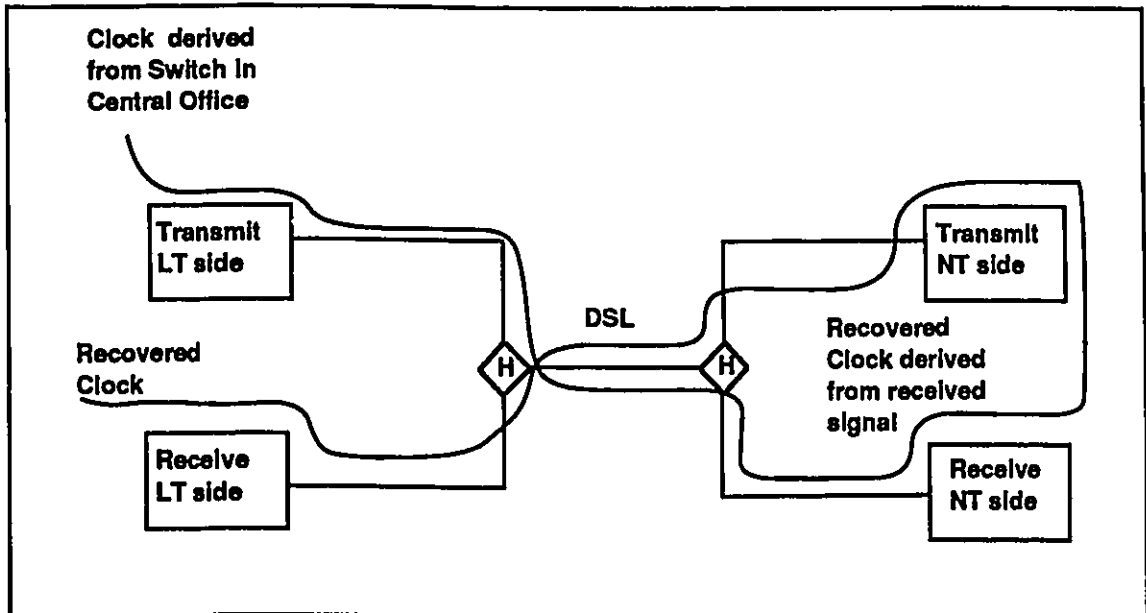 Clock derived
from Switch in
Central Office
Transmit
LT side
Transmit
NT side
DSL
Recovered
Clock derived
from received
signal
H
H
Recovered
Clock
Receive
LT side
Receive
NT side